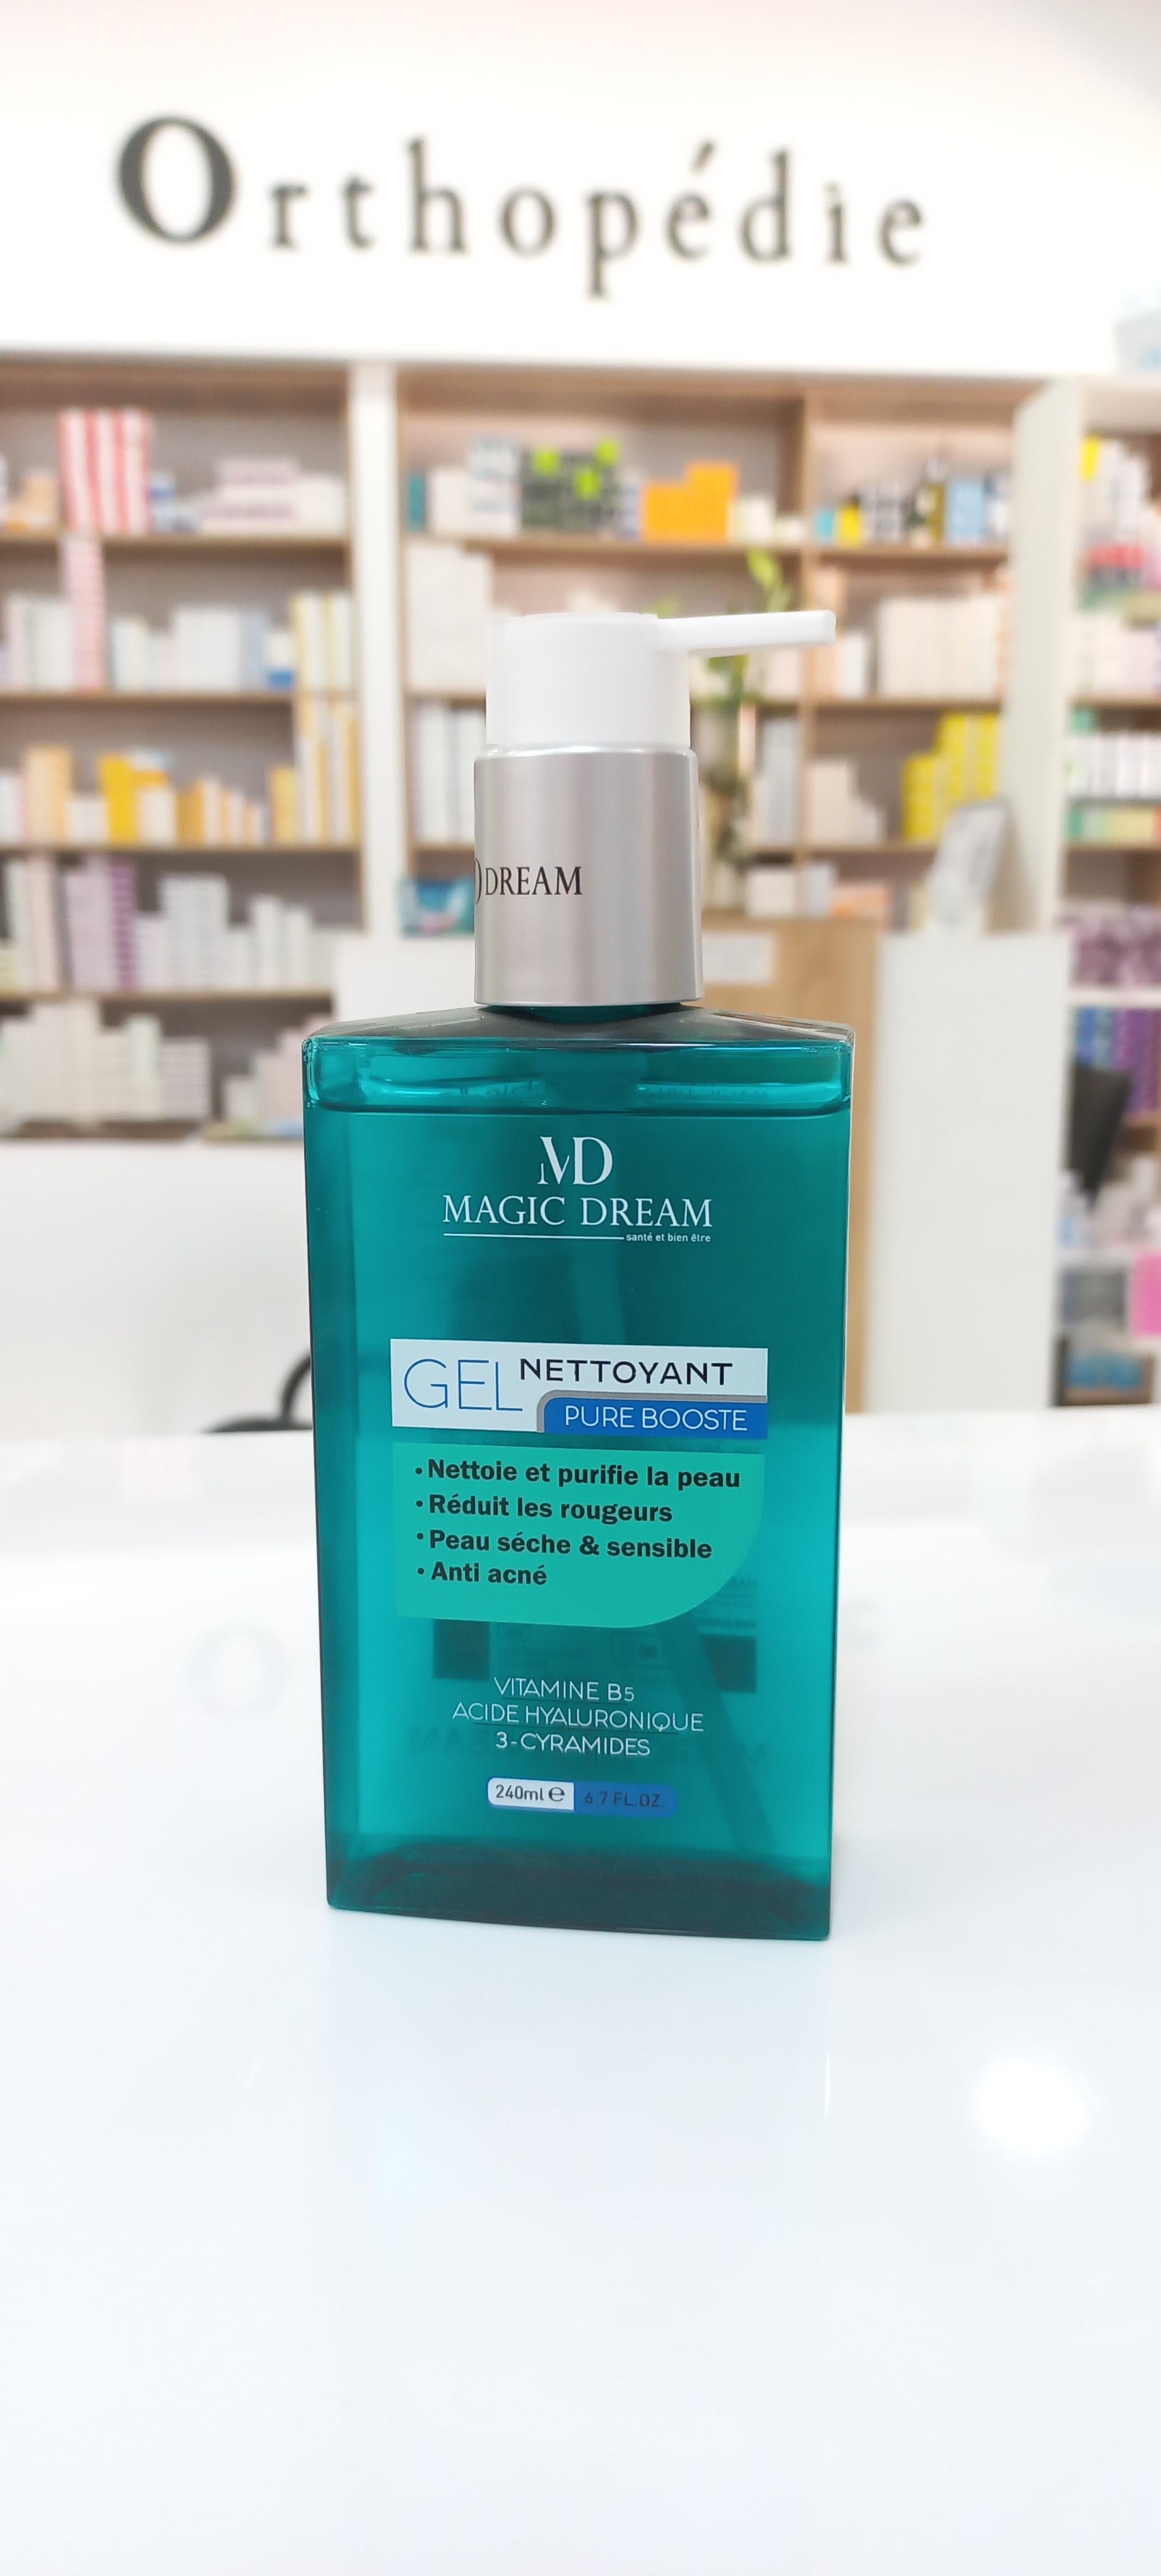 Orthopédie
DREAM
MD
MAGIC DREAM
santé et bien être
GEL NETTOYANT
PURE BOOSTE
• Nettoie et purifie la peau
• Réduit les rougeurs
• Peau séche & sensible
• Anti acné
VITAMINE B5
ACIDE HYALURONIQUE
3-CYRAMIDES
240ml ℮ 6.7 FL.OZ